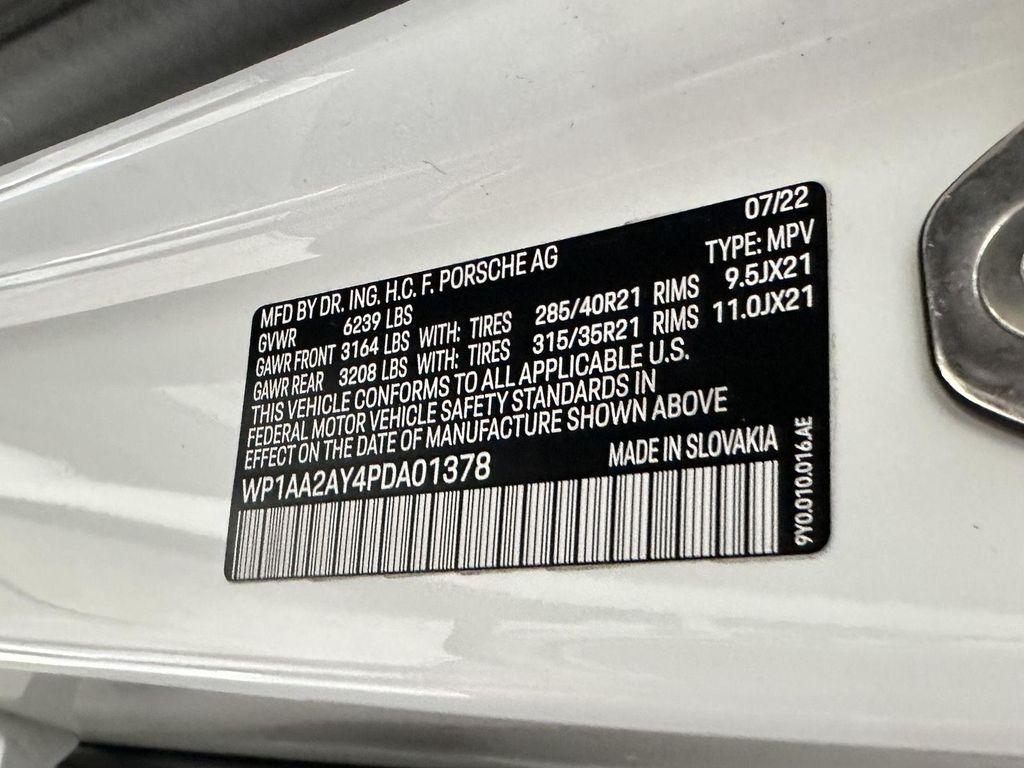 07/22
MFD BY DR. ING. H.C. F. PORSCHE AG TYPE: MPV
GVWR 6239 LBS
GAWR FRONT 3164 LBS WITH: TIRES 285/40R21 RIMS 9.5JX21
GAWR REAR 3208 LBS WITH: TIRES 315/35R21 RIMS 11.0JX21
THIS VEHICLE CONFORMS TO ALL APPLICABLE U.S.
FEDERAL MOTOR VEHICLE SAFETY STANDARDS IN
EFFECT ON THE DATE OF MANUFACTURE SHOWN ABOVE
WP1AA2AY4PDA01378 MADE IN SLOVAKIA
9Y0.010.016.AE